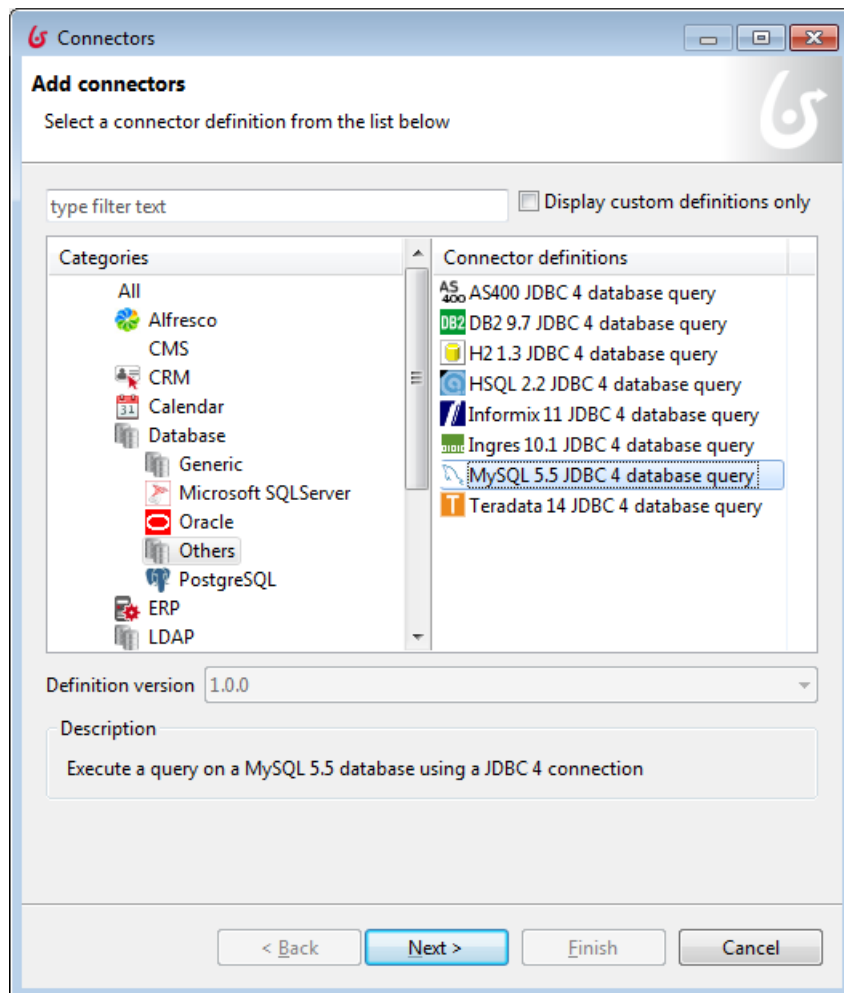 Connectors
Add connectors
Select a connector definition from the list below
type filter text
Display custom definitions only
Categories
All
Alfresco
CMS
CRM
31
Calendar
Database
Generic
Microsoft SQLServer
Oracle
Others
PostgreSQL
ERP
LDAP
Connector definitions
AS400 AS400 JDBC 4 database query
DB2 DB2 9.7 JDBC 4 database query
H2 1.3 JDBC 4 database query
HSQL 2.2 JDBC 4 database query
Informix 11 JDBC 4 database query
Ingres 10.1 JDBC 4 database query
MySQL 5.5 JDBC 4 database query
T Teradata 14 JDBC 4 database query
Definition version 1.0.0
Description
Execute a query on a MySQL 5.5 database using a JDBC 4 connection
< Back
Next >
Finish
Cancel